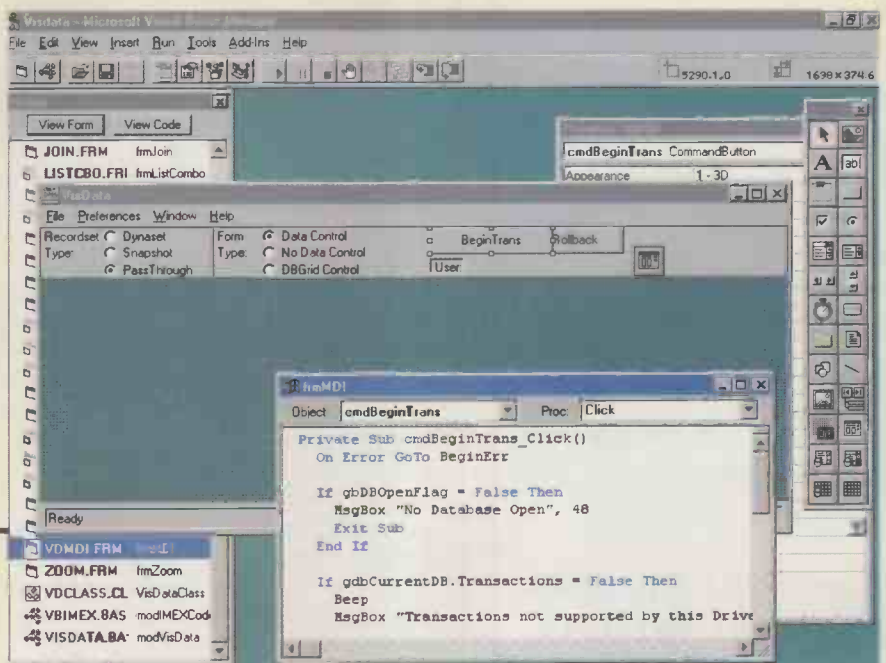 Visdata - Microsoft Visual
File Edit View Insert Run Tools Add-Ins Help
5290.1.0
1698 × 374.6
View Form View Code
JOIN.FRM frmJoin
LISTCBO.FRI frmListCombo
cmdBeginTrans CommandButton
Appearance 1 - 3D
A ab
VisData
File Preferences Window Help
Recordset Type: Dynaset Snapshot PassThrough
Form Type: Data Control No Data Control DBGrid Control
BeginTrans Rollback
User
frmMDI
Object: cmdBeginTrans Proc: Click
Private Sub cmdBeginTrans_Click()
On Error GoTo BeginErr
If gbDBOpenFlag = False Then
MsgBox "No Database Open", 48
Exit Sub
End If
If gdbCurrentDB.Transactions = False Then
Beep
MsgBox "Transactions not supported by this Drive
Ready
VDMDI.FRM
ZOOM.FRM frmZoom
VDCLASS.CL VisDataClass
VBIMEX.BAS modIMEXCod
VISDATA.BA modVisData